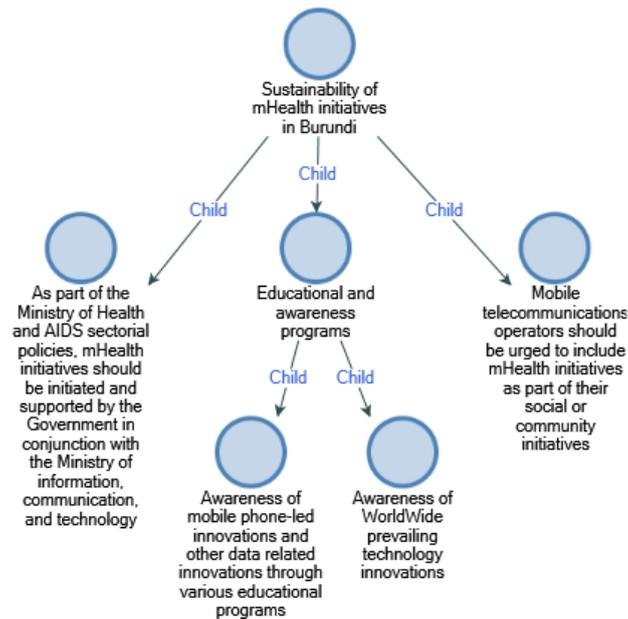 Sustainability of
mHealth initiatives
in Burundi
Child
Child
Child
As part of the
Ministry of Health
and AIDS sectorial
policies, mHealth
initiatives should
be initiated and
supported by the
Government in
conjunction with
the Ministry of
information,
communication,
and technology
Educational and
awareness
programs
Mobile
telecommunications
operators should
be urged to include
mHealth initiatives
as part of their
social or
community
initiatives
Child
Child
Awareness of
mobile phone-led
innovations and
other data related
innovations through
various educational
programs
Awareness of
WorldWide
prevailing
technology
innovations